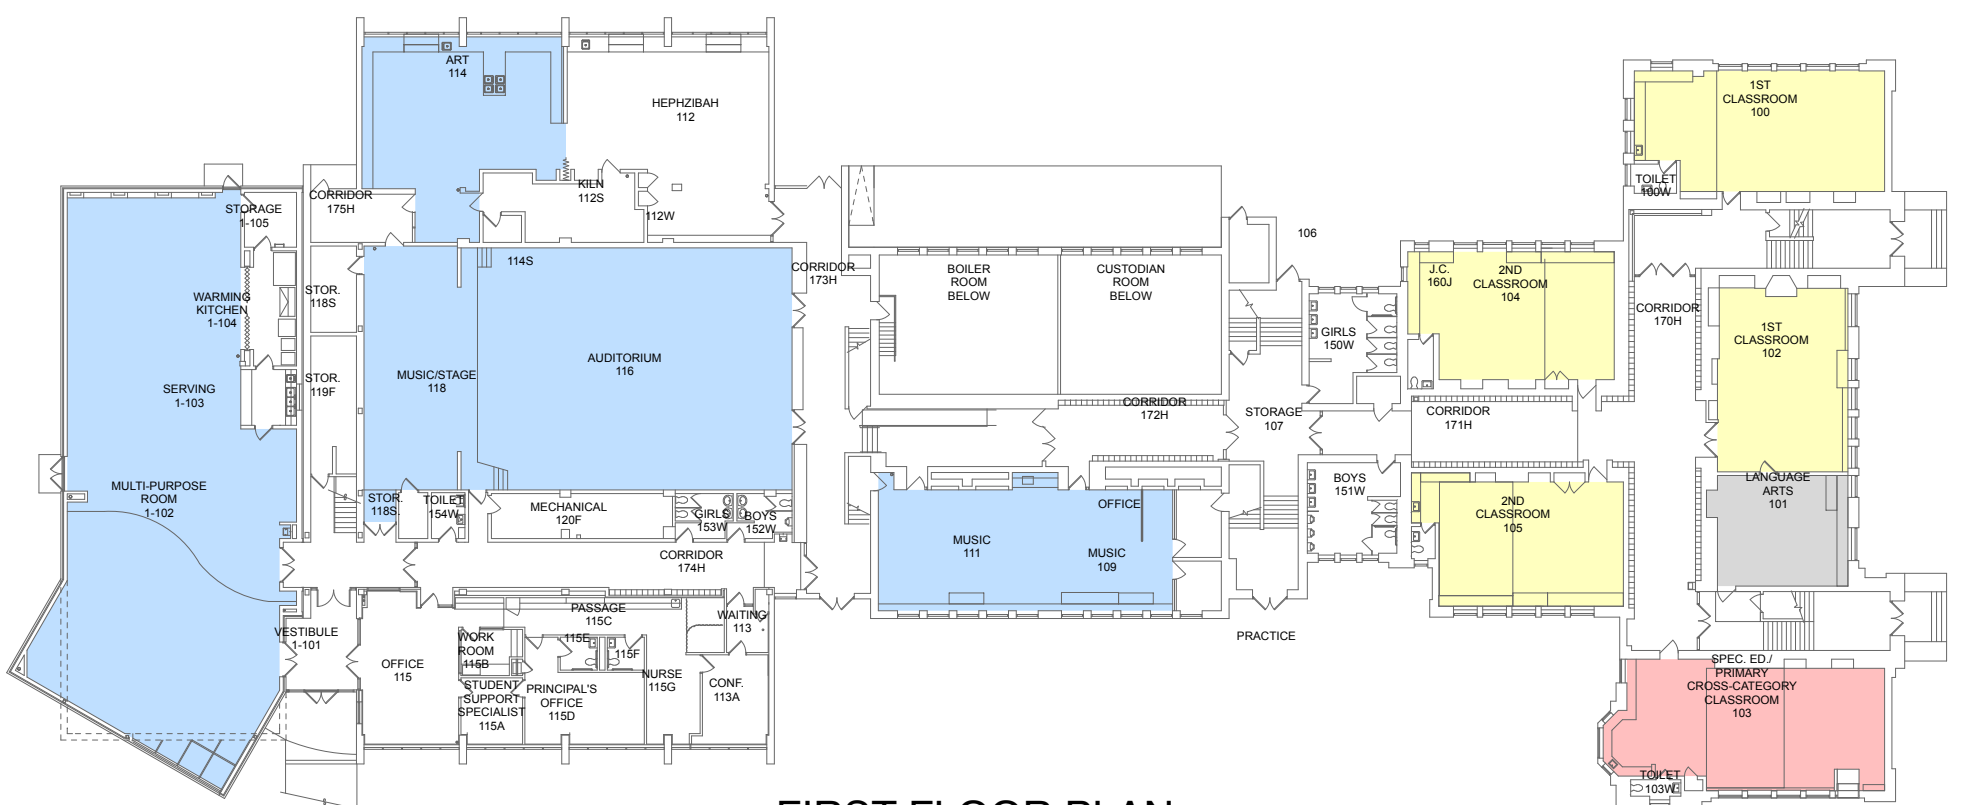 ART
114
HEPHZIBAH
112
KILN
112S
112W
CORRIDOR
175H
STORAGE
1-105
WARMING
KITCHEN
1-104
SERVING
1-103
MULTI-PURPOSE
ROOM
1-102
STOR.
118S
STOR.
119F
114S
MUSIC/STAGE
118
AUDITORIUM
116
CORRIDOR
173H
STOR.
118S.
TOILET
154W
MECHANICAL
120F
GIRLS
153W
BOYS
152W
CORRIDOR
174H
VESTIBULE
1-101
OFFICE
115
PASSAGE
115C
WORK
ROOM
115B
115E
115F
WAITING
113
STUDENT
SUPPORT
SPECIALIST
115A
PRINCIPAL'S
OFFICE
115D
NURSE
115G
CONF.
113A
BOILER
ROOM
BELOW
CUSTODIAN
ROOM
BELOW
106
CORRIDOR
172H
STORAGE
107
OFFICE
MUSIC
111
MUSIC
109
PRACTICE
GIRLS
150W
BOYS
151W
J.C.
160J
2ND
CLASSROOM
104
CORRIDOR
171H
2ND
CLASSROOM
105
1ST
CLASSROOM
100
TOILET
100W
CORRIDOR
170H
1ST
CLASSROOM
102
LANGUAGE
ARTS
101
SPEC. ED./
PRIMARY
CROSS-CATEGORY
CLASSROOM
103
TOILET
103W
FIRST FLOOR PLAN